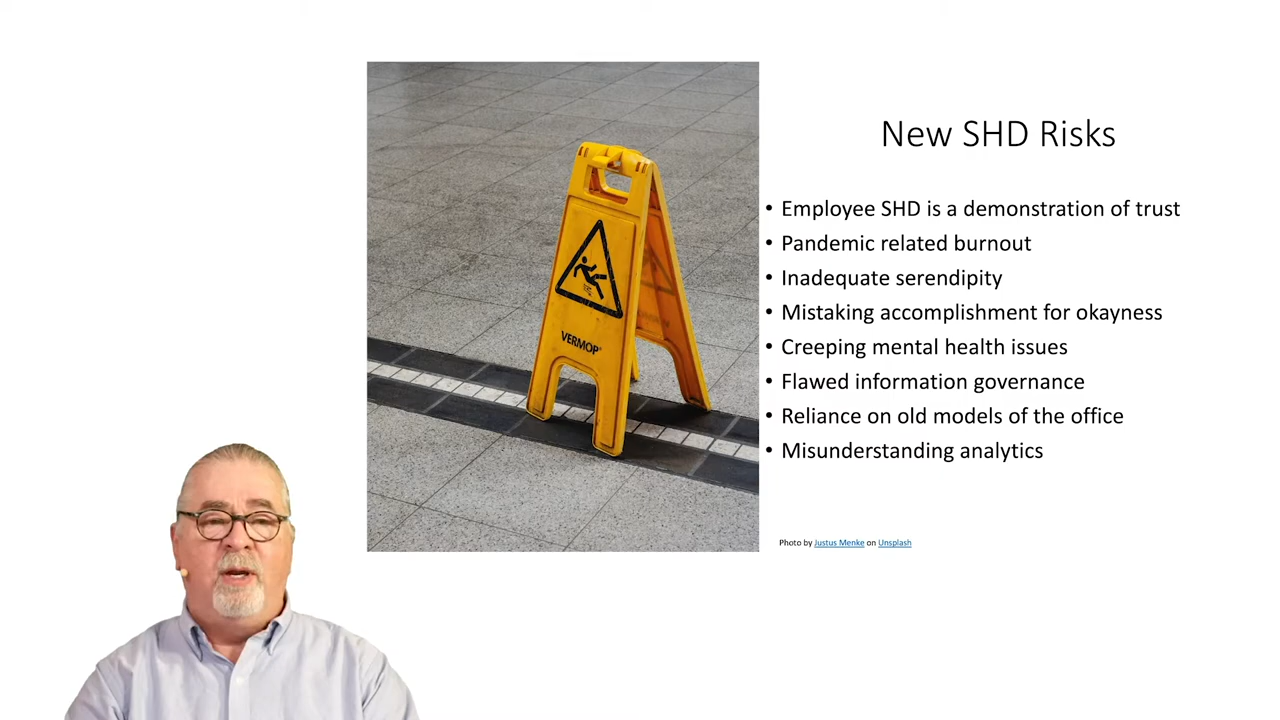 New SHD Risks
• Employee SHD is a demonstration of trust
• Pandemic related burnout
• Inadequate serendipity
• Mistaking accomplishment for okayness
• Creeping mental health issues
• Flawed information governance
• Reliance on old models of the office
• Misunderstanding analytics
VERMOP
Photo by Justus Menke on Unsplash